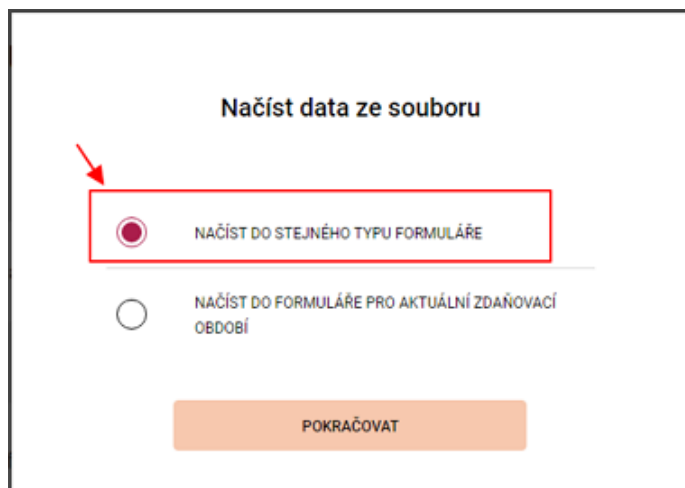 Načíst data ze souboru
NAČÍST DO STEJNÉHO TYPU FORMULÁŘE
NAČÍST DO FORMULÁŘE PRO AKTUÁLNÍ ZDAŇOVACÍ
OBDOBÍ
POKRAČOVAT